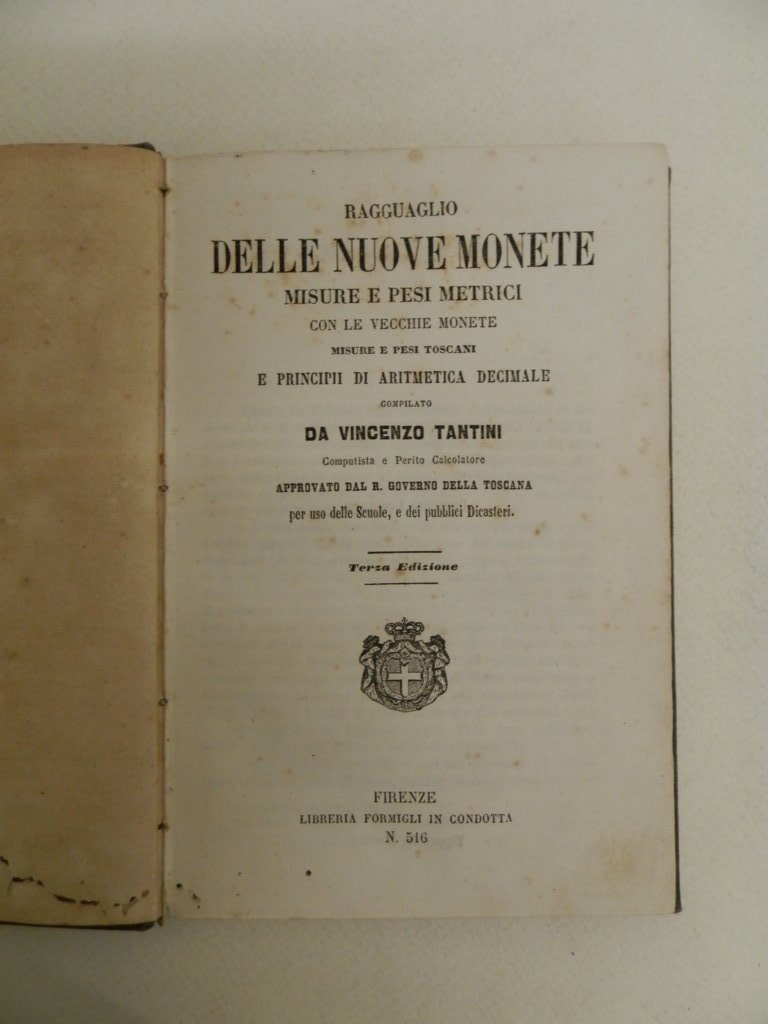 RAGGUAGLIO
DELLE NUOVE MONETE
MISURE E PESI METRICI
CON LE VECCHIE MONETE
MISURE E PESI TOSCANI
E PRINCIPII DI ARITMETICA DECIMALE
COMPILATO
DA VINCENZO TANTINI
Computista e Perito Calcolatore
APPROVATO DAL R. GOVERNO DELLA TOSCANA
per uso delle Scuole, e dei pubblici Dicasteri.
Terza Edizione
FIRENZE
LIBRERIA FORMIGLI IN CONDOTTA
N. 516